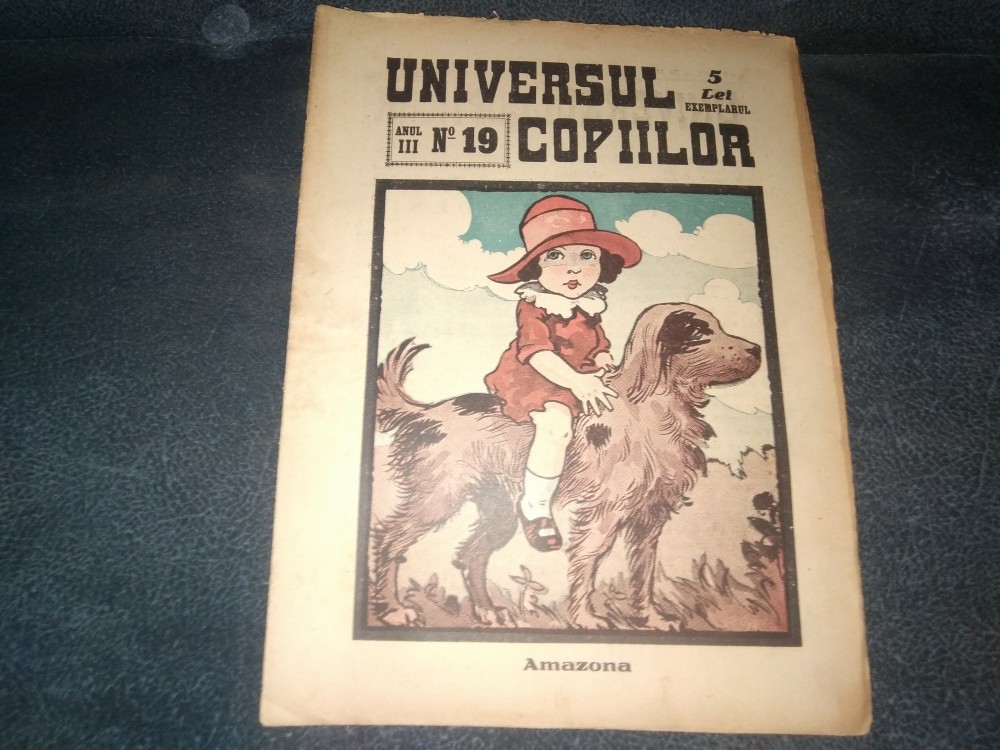 UNIVERSUL
5
Lei
EXEMPLARUL
ANUL
III
Nº 19
COPIILOR
Amazona